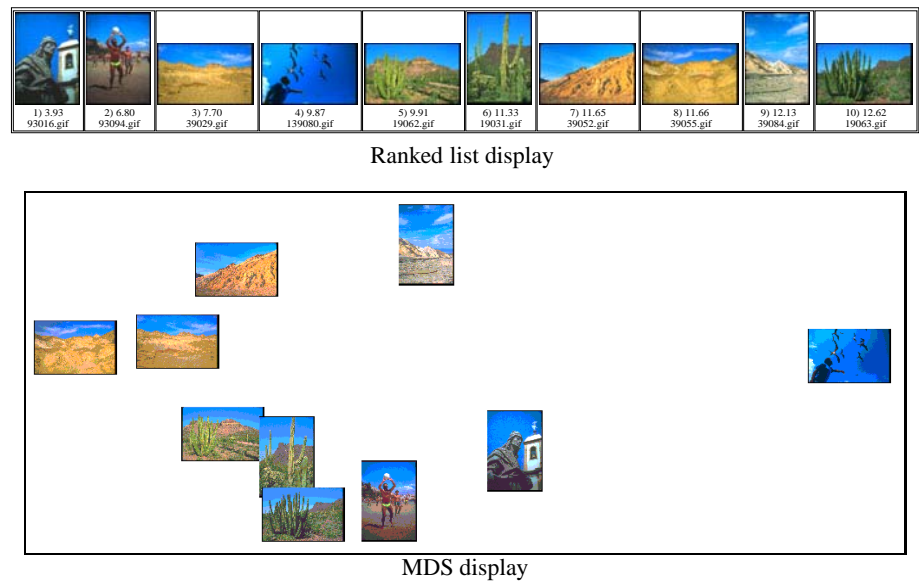 1) 3.93 2) 6.80 3) 7.70 4) 9.87 5) 9.91 6) 11.33 7) 11.65 8) 11.66 9) 12.13 10) 12.62
93016.gif 93094.gif 39029.gif 139080.gif 19062.gif 19031.gif 39052.gif 39055.gif 39084.gif 19063.gif
Ranked list display
MDS display